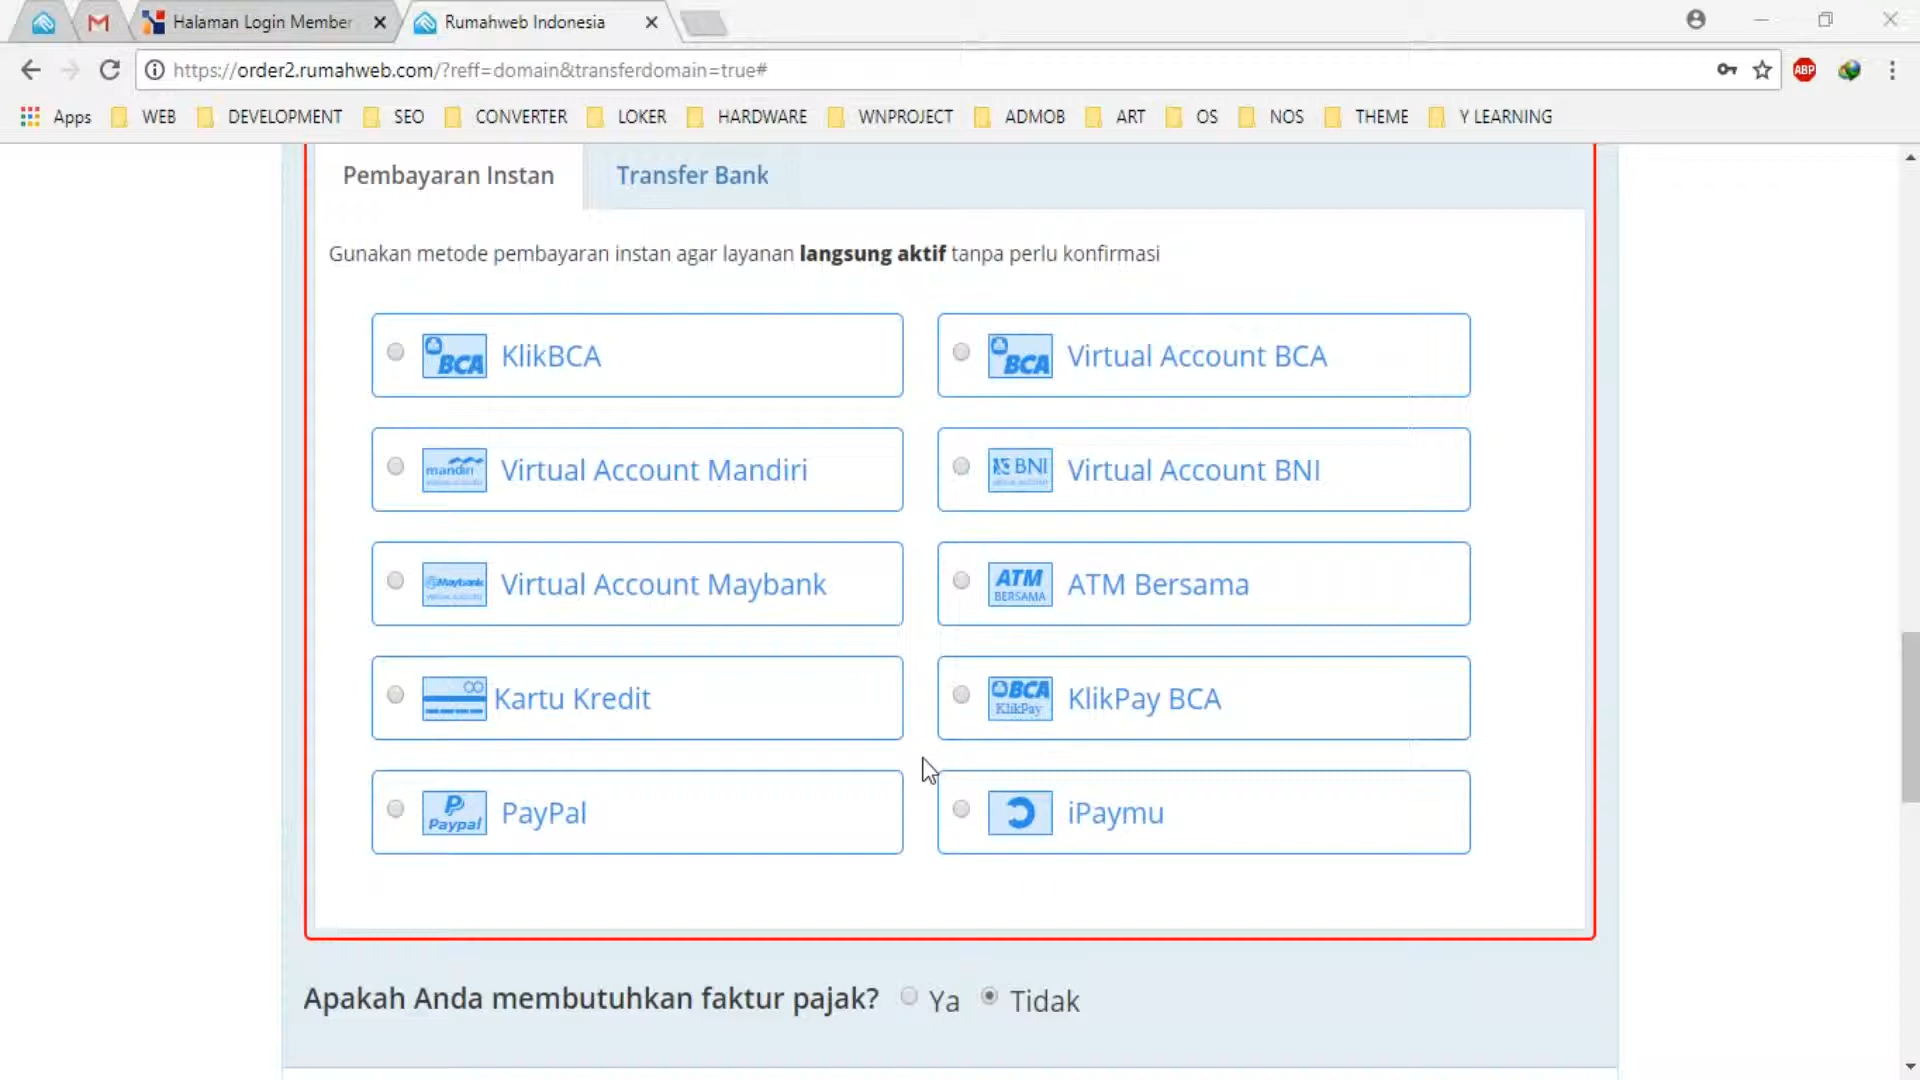 Halaman Login Member
Rumahweb Indonesia
https://order2.rumahweb.com/?reff=domain&transferdomain=true#
ABP
Apps WEB DEVELOPMENT SEO CONVERTER LOKER HARDWARE WNPROJECT ADMOB ART OS NOS THEME Y LEARNING
Pembayaran Instan
Transfer Bank
Gunakan metode pembayaran instan agar layanan langsung aktif tanpa perlu konfirmasi
BCA KlikBCA
BCA Virtual Account BCA
mandiri Virtual Account Mandiri
BNI Virtual Account BNI
Maybank Virtual Account Maybank
ATM BERSAMA ATM Bersama
Kartu Kredit
BCA KlikPay KlikPay BCA
Paypal PayPal
iPaymu
Apakah Anda membutuhkan faktur pajak? Ya Tidak